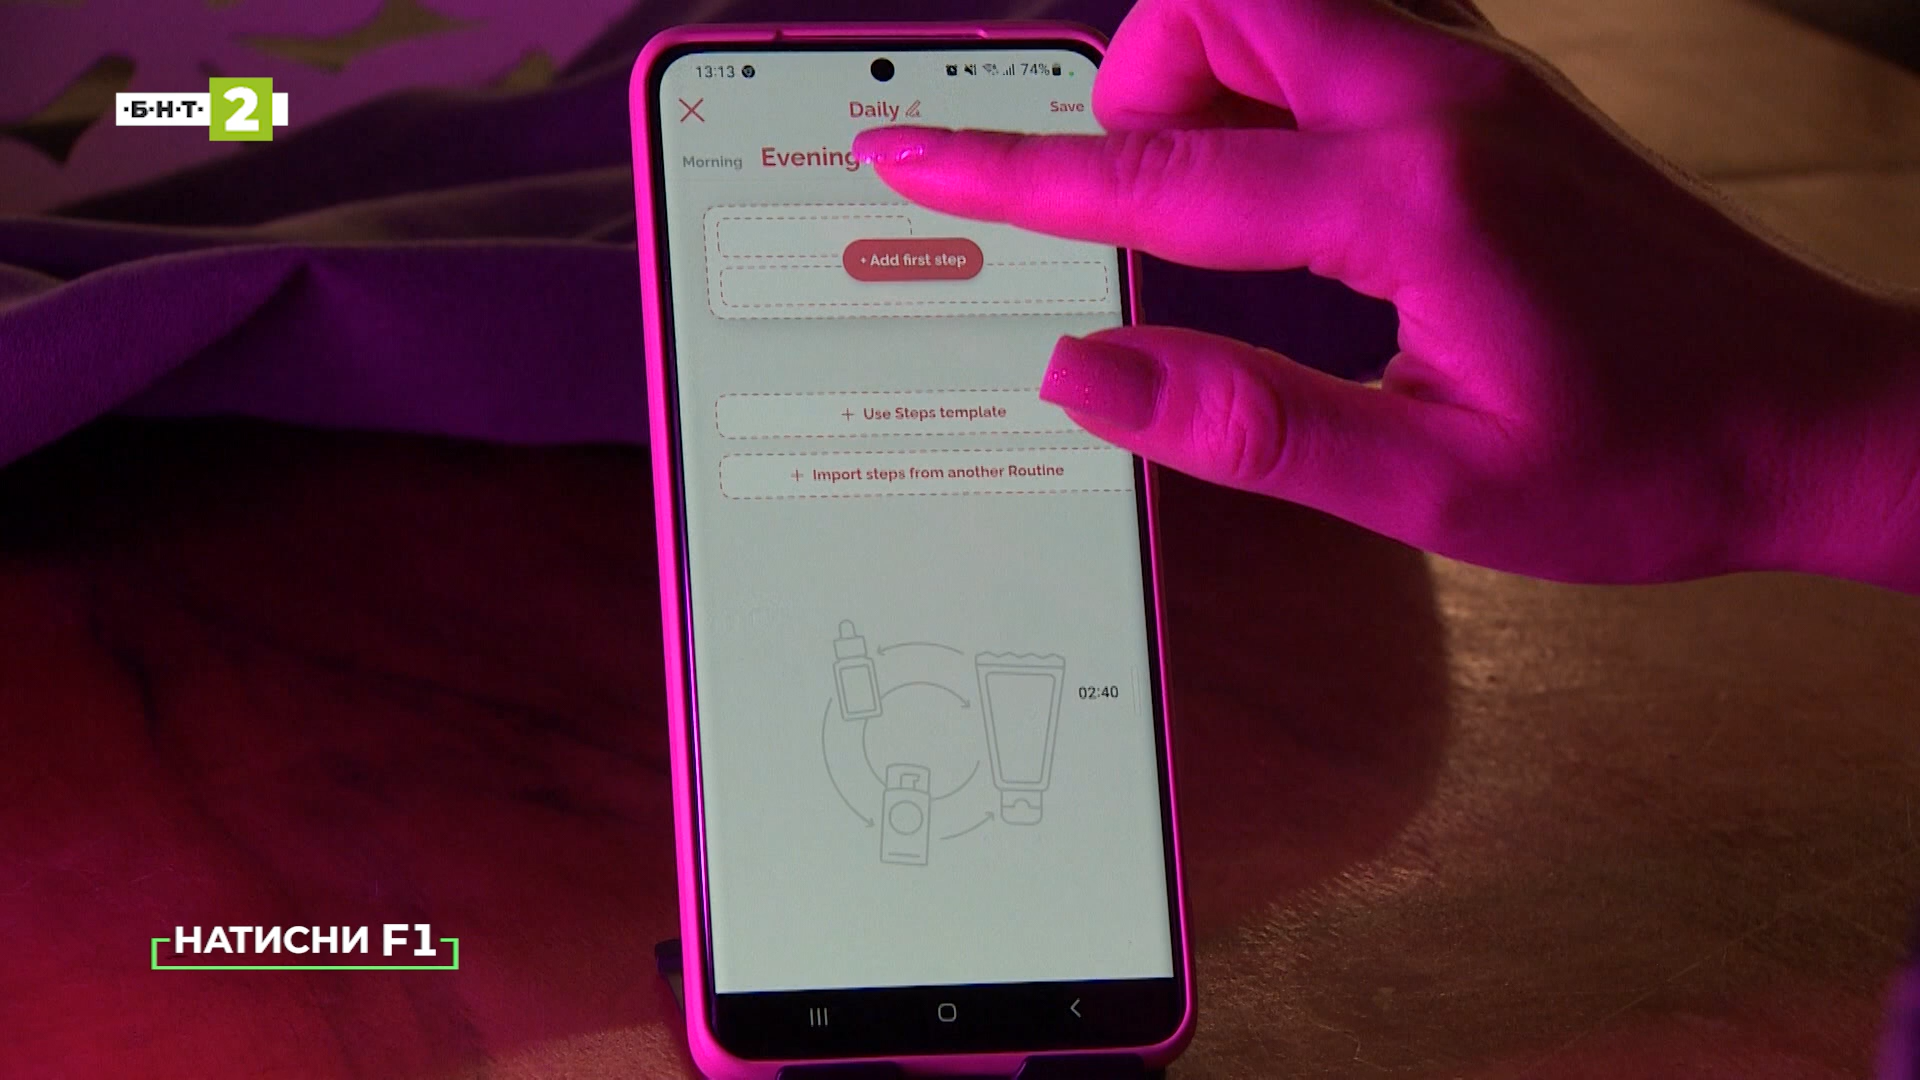 ·Б·Н·Т· 2
13:13
74%
Daily
Save
Morning
Evening
+ Add first step
+ Use Steps template
+ Import steps from another Routine
02:40
НАТИСНИ F1